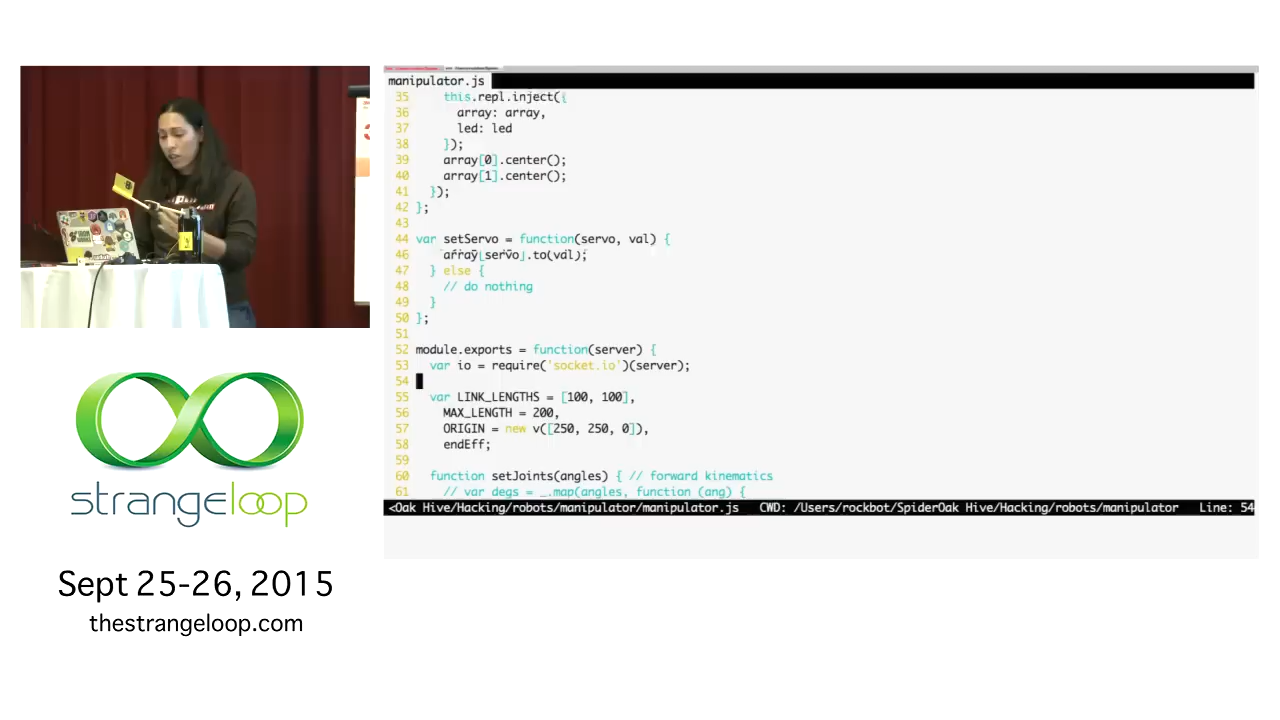 manipulator.js
35 this.repl.inject({
36 array: array,
37 led: led
38 });
39 array[0].center();
40 array[1].center();
41 });
42 };
43
44 var setServo = function(servo, val) {
46 array[servo].to(val);
47 } else {
48 // do nothing
49 }
50 };
51
52 module.exports = function(server) {
53 var io = require('socket.io')(server);
54
55 var LINK_LENGTHS = [100, 100],
56 MAX_LENGTH = 200,
57 ORIGIN = new v([250, 250, 0]),
58 endEff;
59
60 function setJoints(angles) { // forward kinematics
61 // var degs = _.map(angles, function (ang) {
<Oak Hive/Hacking/robots/manipulator/manipulator.js CWD: /Users/rockbot/SpiderOak Hive/Hacking/robots/manipulator Line: 54
strangeloop
Sept 25-26, 2015
thestrangeloop.com